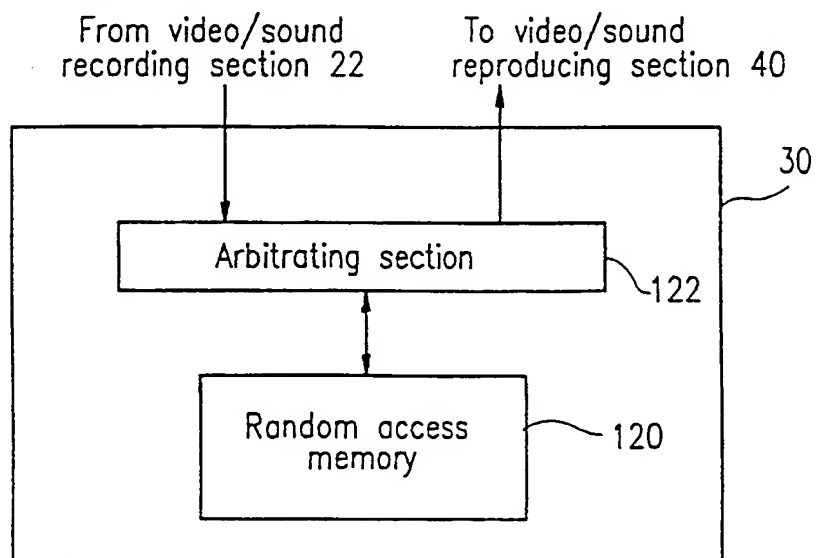 From video/sound
recording section 22
To video/sound
reproducing section 40
30
Arbitrating section
122
Random access
memory
120